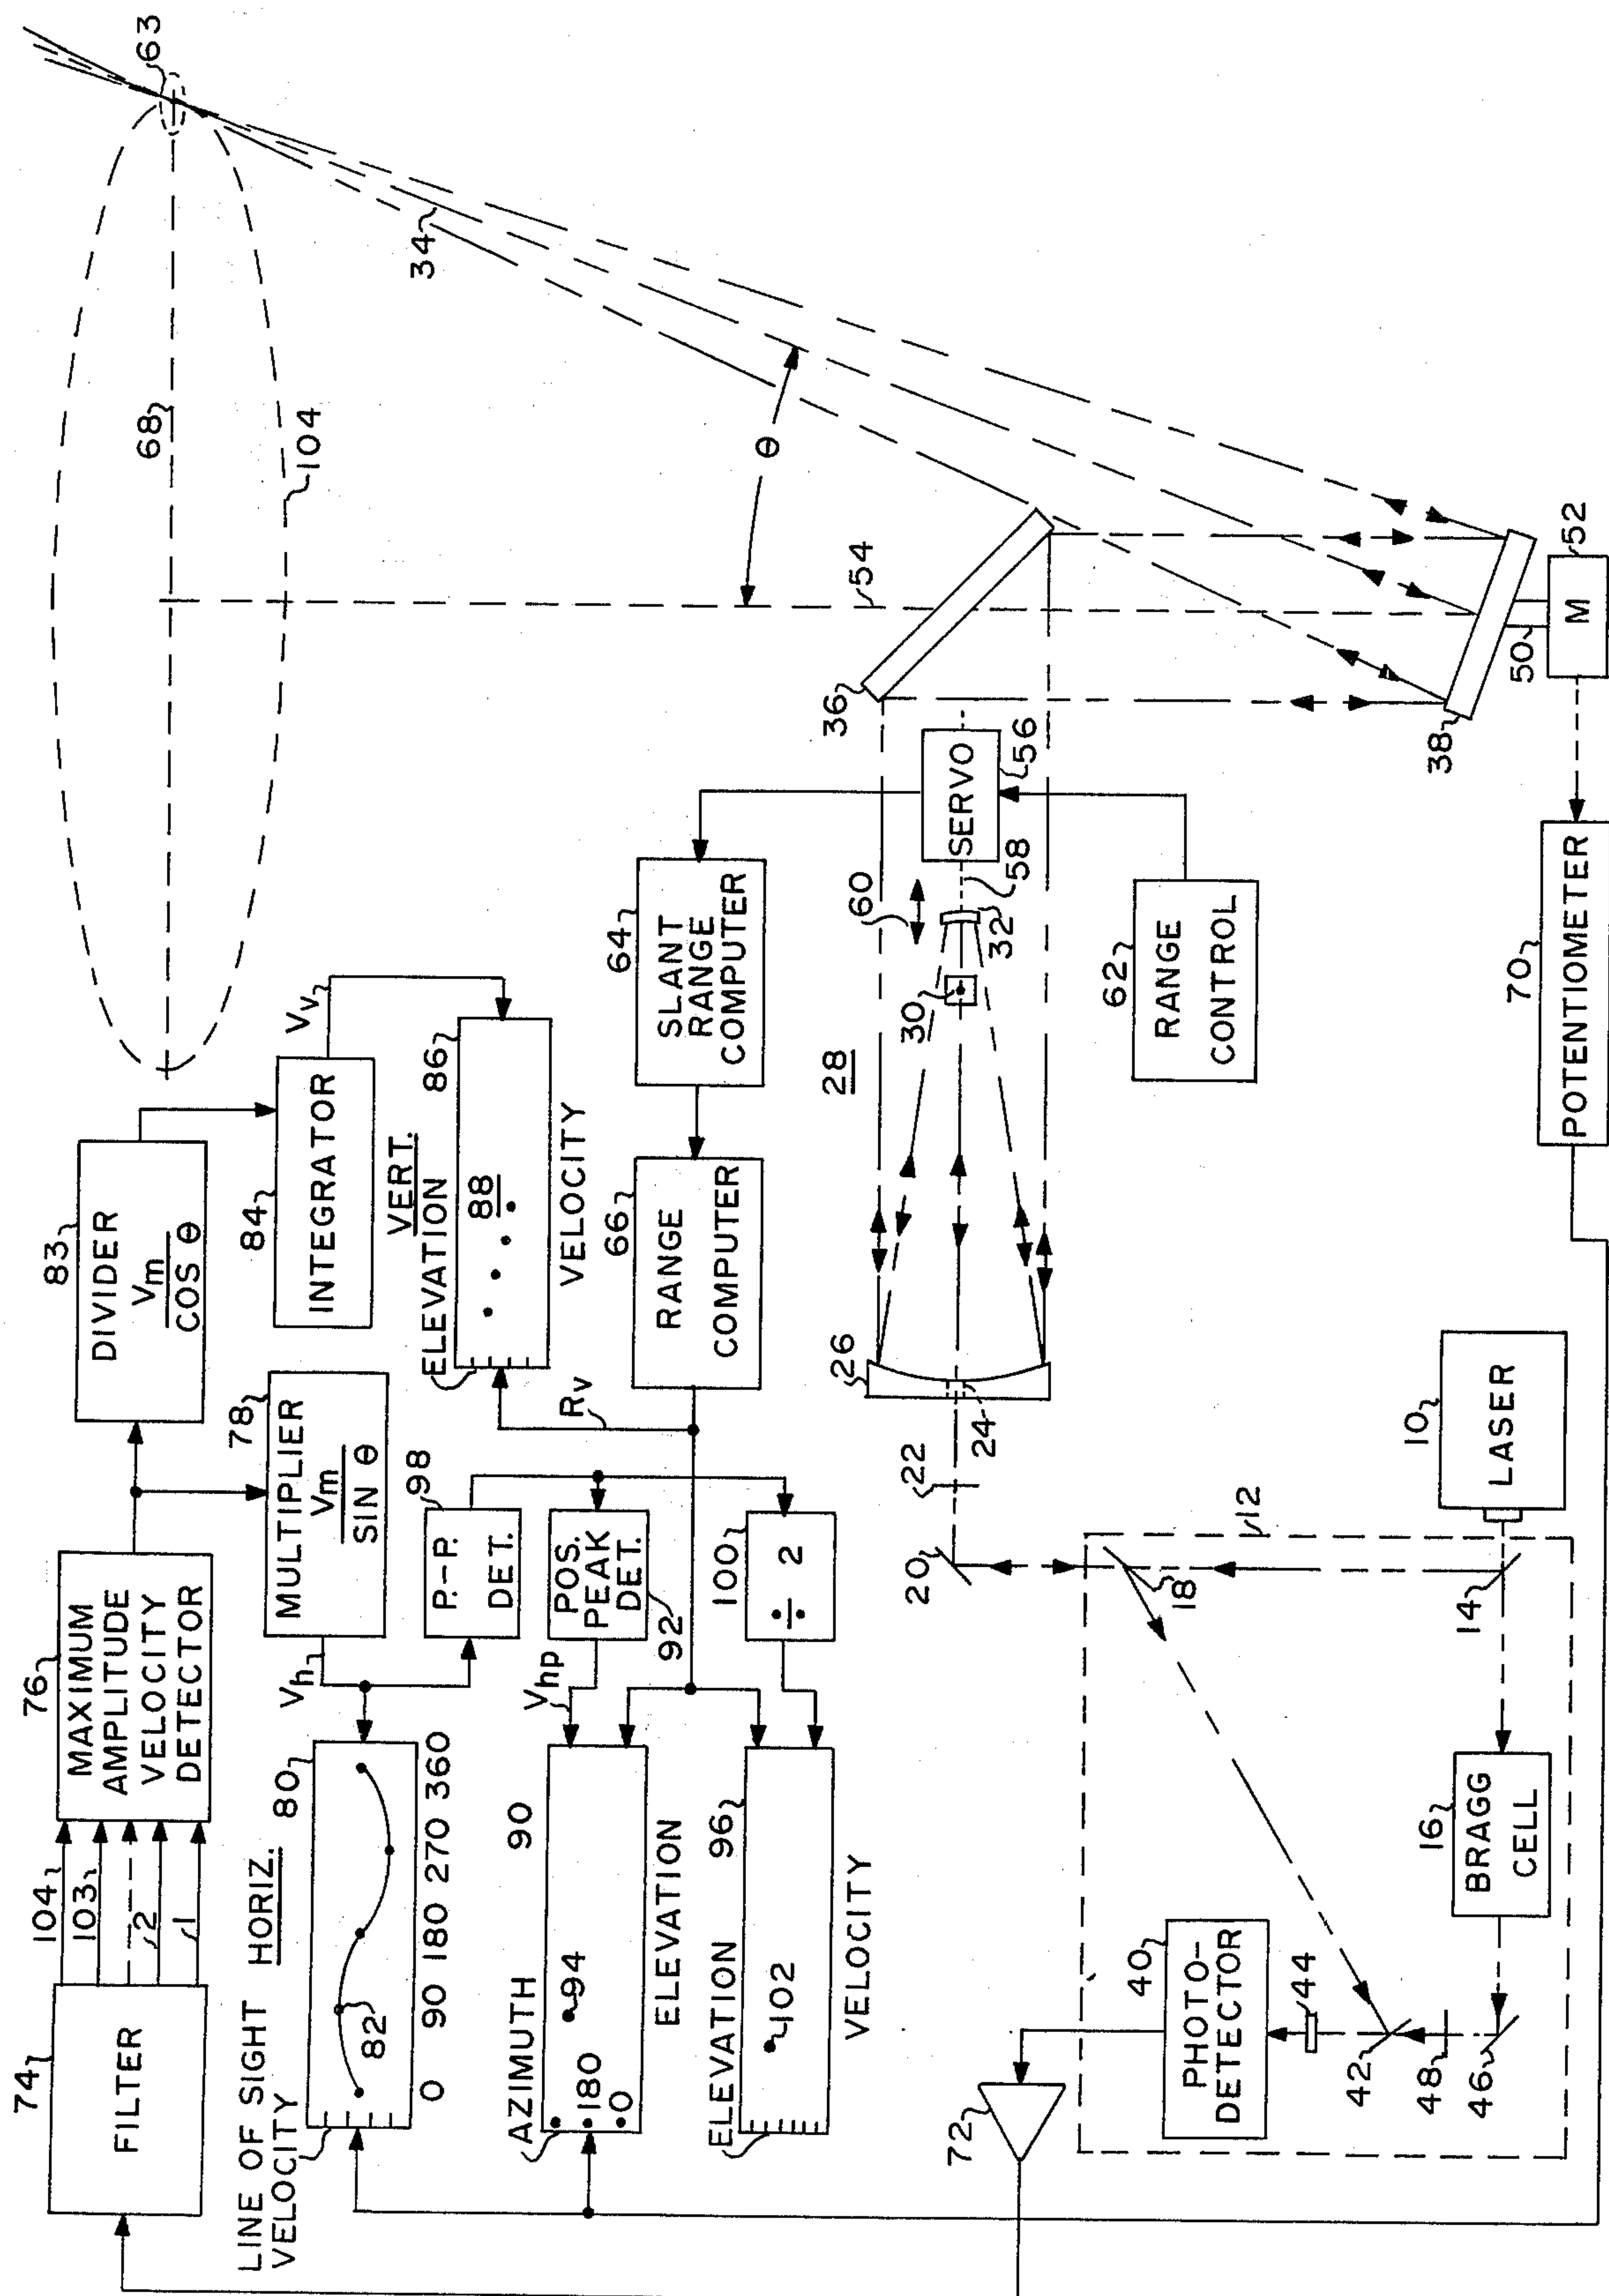 74
FILTER
104
103
2
1
76
MAXIMUM
AMPLITUDE
VELOCITY
DETECTOR
83
DIVIDER
Vm
COS θ
78
MULTIPLIER
Vm
SIN θ
84
INTEGRATOR
Vv
68
104
63
34
θ
54
LINE OF SIGHT
VELOCITY
HORIZ.
80
82
0 90 180 270 360
Vh
98
P.-P.
DET.
VERT.
ELEVATION
86
88
VELOCITY
Rv
AZIMUTH
90
94
180
0
ELEVATION
Vhp
POS.
PEAK
DET.
92
ELEVATION
96
102
VELOCITY
100
÷ 2
66
RANGE
COMPUTER
64
SLANT
RANGE
COMPUTER
28
60
SERVO
56
58
32
30
26
24
22
20
36
38
50
52
M
62
RANGE
CONTROL
70
POTENTIOMETER
72
12
10
LASER
18
14
16
BRAGG
CELL
40
PHOTO-
DETECTOR
44
42
48
46